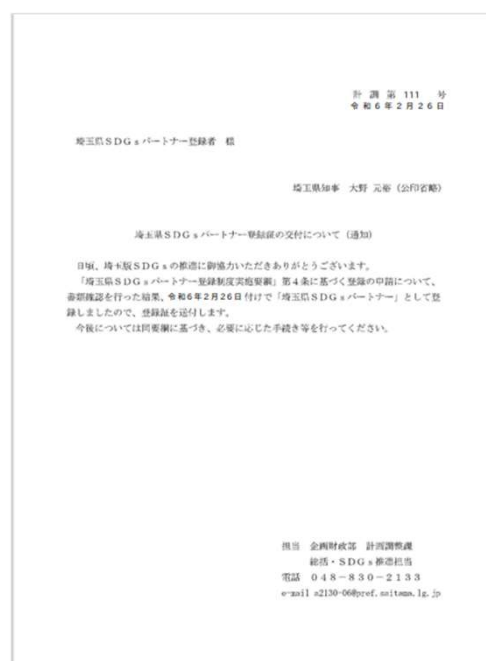 計調第111号
令和6年2月26日
埼玉県SDGsパートナー登録者 様
埼玉県知事 大野 元裕（公印省略）
埼玉県SDGsパートナー登録証の交付について（通知）
日頃、埼玉版SDGsの推進に御協力いただきありがとうございます。
「埼玉県SDGsパートナー登録制度実施要綱」第4条に基づく登録の申請について、
書類確認を行った結果、令和6年2月26日付けで「埼玉県SDGsパートナー」として登
録しましたので、登録証を送付します。
今後については同要綱に基づき、必要に応じた手続き等を行ってください。
担当 企画財政部 計画調整課
総括・SDGs推進担当
電話 048－830－2133
e-mail a2130-06@pref.saitama.lg.jp